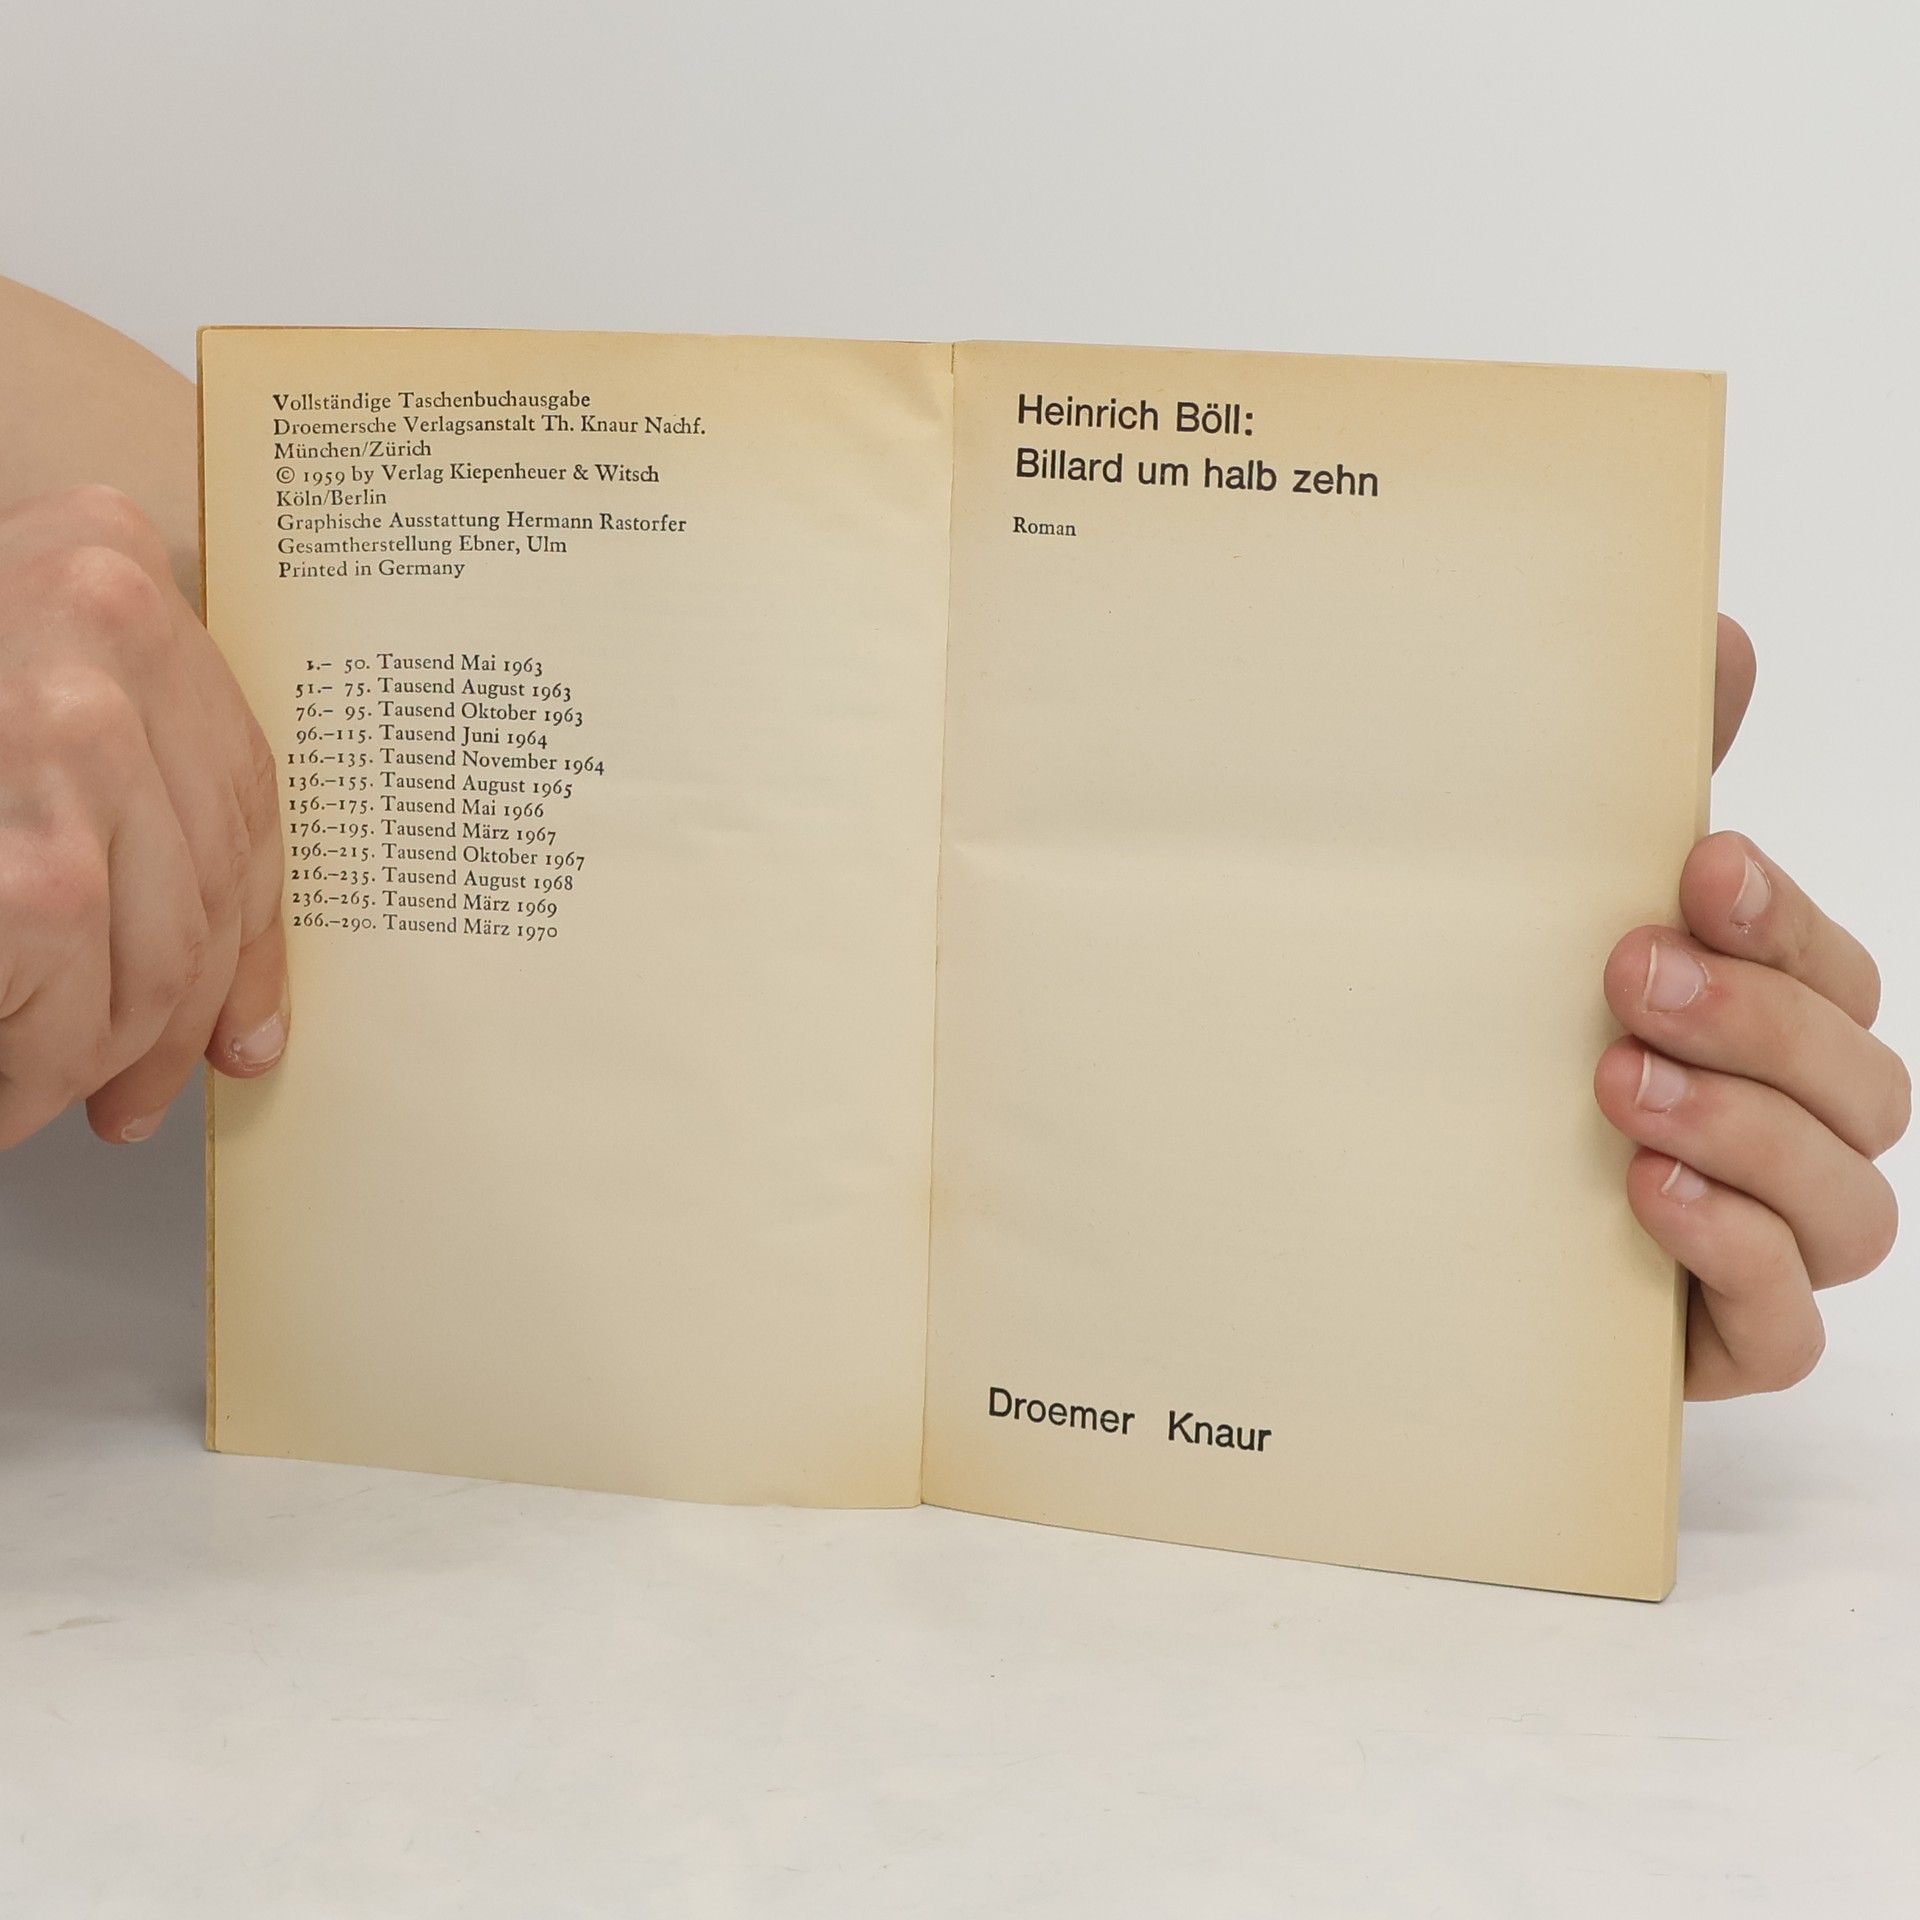 Vollständige Taschenbuchausgabe
Droemersche Verlagsanstalt Th. Knaur Nachf.
München/Zürich
© 1959 by Verlag Kiepenheuer & Witsch
Köln/Berlin
Graphische Ausstattung Hermann Rastorfer
Gesamtherstellung Ebner, Ulm
Printed in Germany
1.– 50. Tausend Mai 1963
51.– 75. Tausend August 1963
76.– 95. Tausend Oktober 1963
96.–115. Tausend Juni 1964
116.–135. Tausend November 1964
136.–155. Tausend August 1965
156.–175. Tausend Mai 1966
176.–195. Tausend März 1967
196.–215. Tausend Oktober 1967
216.–235. Tausend August 1968
236.–265. Tausend März 1969
266.–290. Tausend März 1970
Heinrich Böll:
Billard um halb zehn
Roman
Droemer Knaur